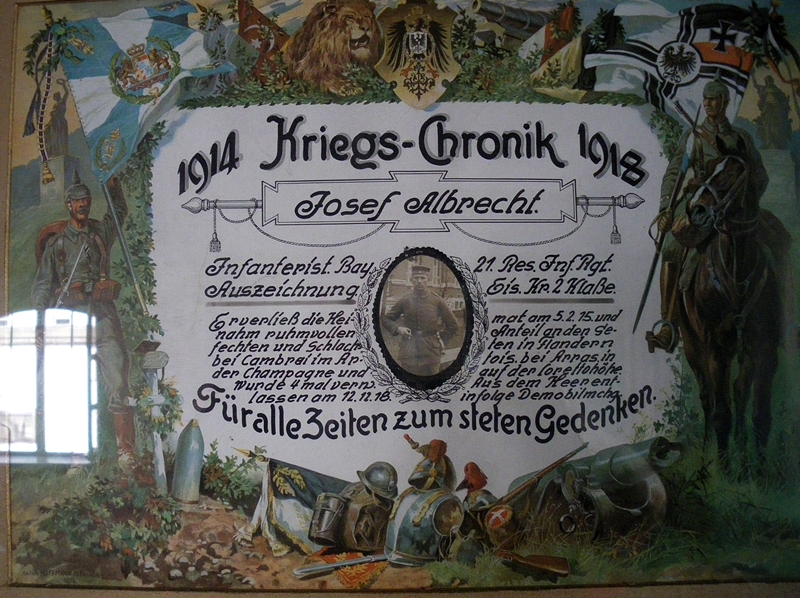 1914 Kriegs-Chronik 1918
Josef Albrecht.
Infanterist. Bay. 21. Res. Inf. Rgt.
Auszeichnung Eis. Kr. 2. Klaße.
Er verließ die Hei- mat am 5.2.15. und
nahm ruhmvollen Anteil an den Ge-
fechten und Schlach- ten in Flandern
bei Cambrai im Ar- tois, bei Arras, in
der Champagne und auf der Lorettohöhe.
Wurde 4 mal verw. Aus dem Heer ent-
lassen am 12.12.18. infolge Demobilmchg.
Für alle Zeiten zum steten Gedenken.